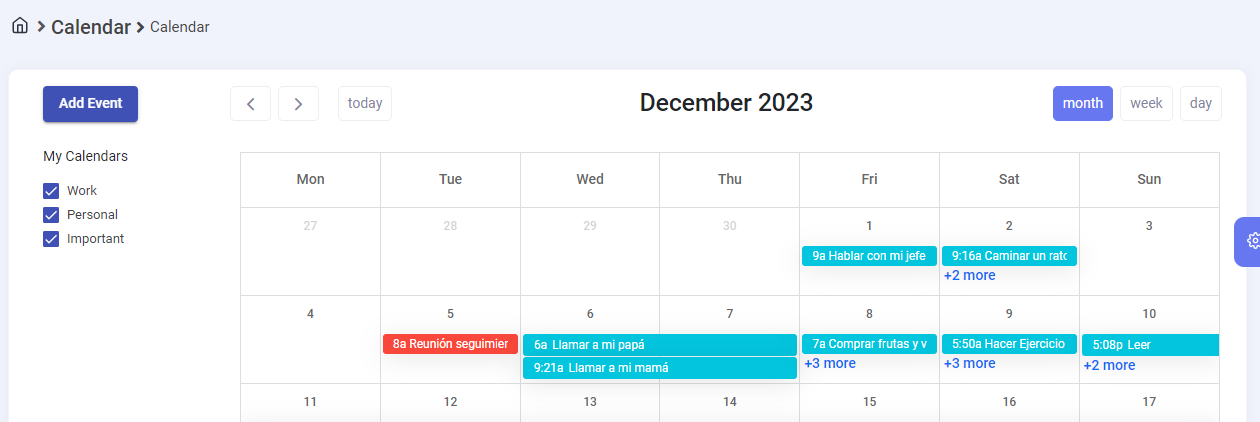 Calendar Calendar
Add Event
today
December 2023
month week day
My Calendars
Work
Personal
Important
Mon Tue Wed Thu Fri Sat Sun
27 28 29 30 1 2 3
9a Hablar con mi jefe 9:16a Caminar un rato
+2 more
4 5 6 7 8 9 10
8a Reunión seguimier 6a Llamar a mi papá 7a Comprar frutas y v 5:50a Hacer Ejercicio 5:08p Leer
9:21a Llamar a mi mamá +3 more +3 more +2 more
11 12 13 14 15 16 17